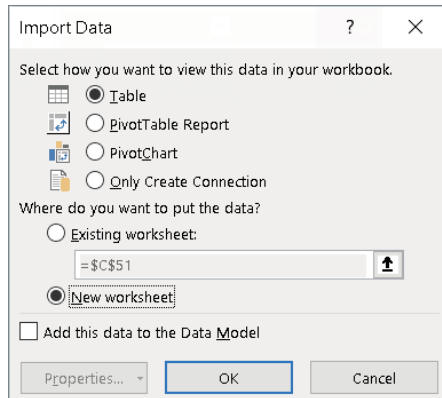 Import Data ?
Select how you want to view this data in your workbook.
Table
PivotTable Report
PivotChart
Only Create Connection
Where do you want to put the data?
Existing worksheet:
=$C$51
New worksheet
Add this data to the Data Model
Properties...
OK
Cancel